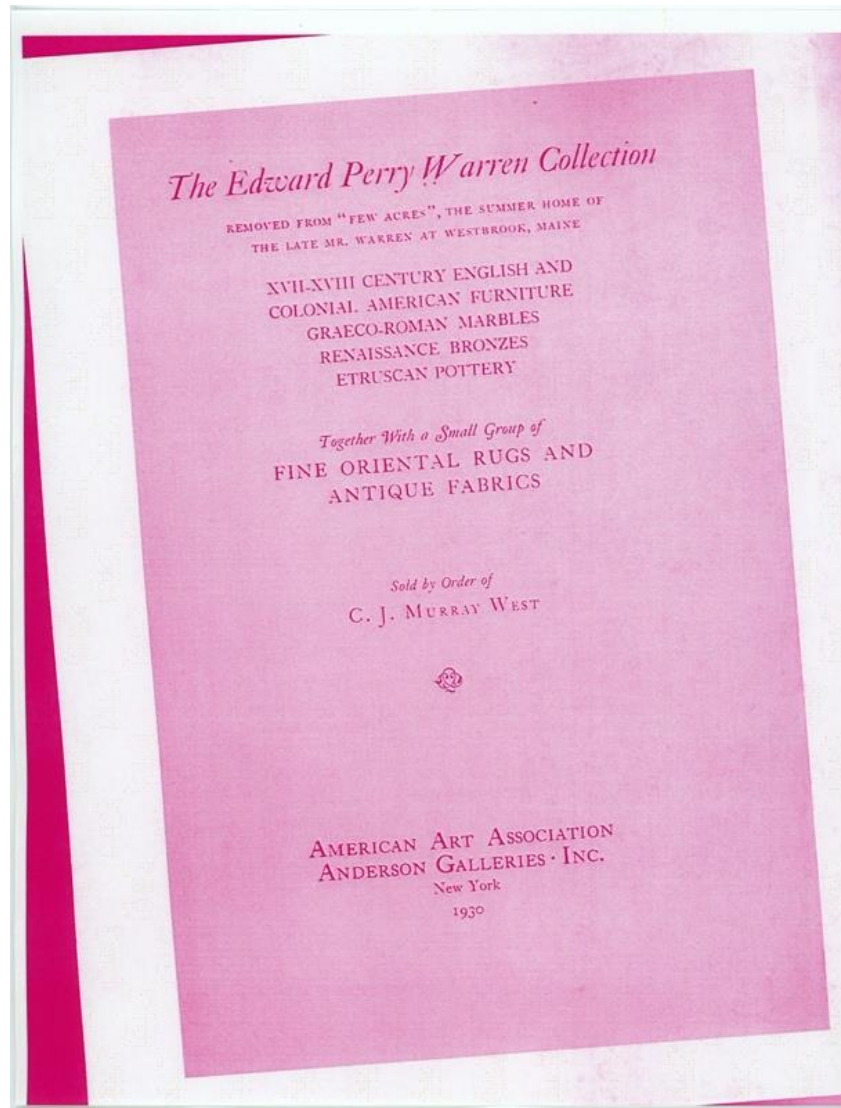 The Edward Perry Warren Collection
REMOVED FROM "FEW ACRES", THE SUMMER HOME OF
THE LATE MR. WARREN AT WESTBROOK, MAINE
XVII-XVIII CENTURY ENGLISH AND
COLONIAL AMERICAN FURNITURE
GRAECO-ROMAN MARBLES
RENAISSANCE BRONZES
ETRUSCAN POTTERY
Together With a Small Group of
FINE ORIENTAL RUGS AND
ANTIQUE FABRICS
Sold by Order of
C. J. MURRAY WEST
AMERICAN ART ASSOCIATION
ANDERSON GALLERIES · INC.
New York
1930